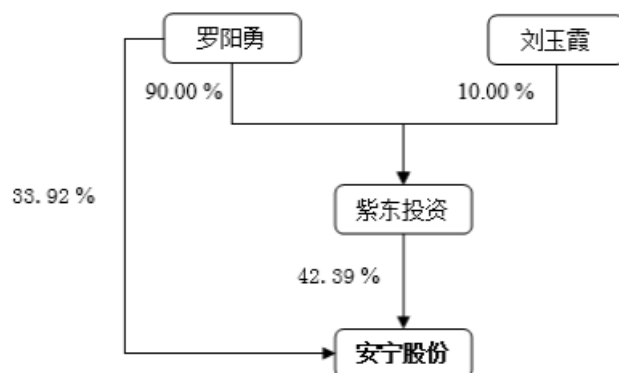 罗阳勇
刘玉霞
90.00 %
10.00 %
33.92 %
紫东投资
42.39 %
安宁股份